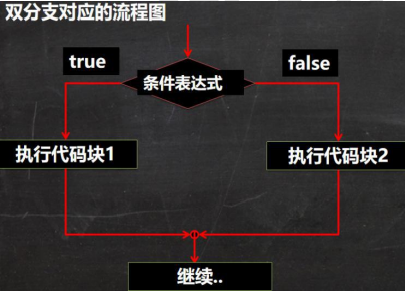 双分支对应的流程图
true
false
条件表达式
执行代码块1
执行代码块2
继续..